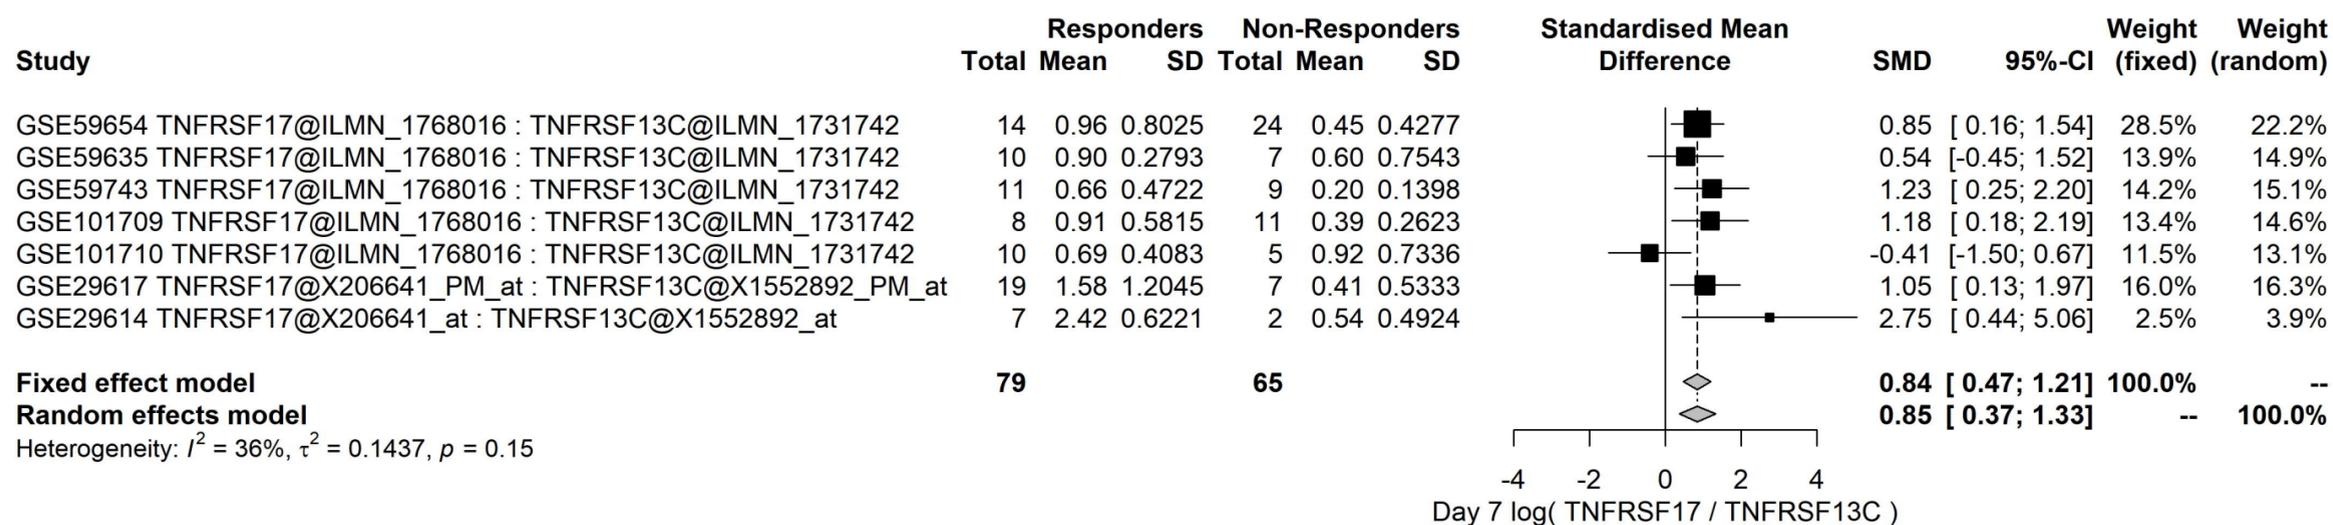 Responders Non-Responders Standardised Mean Weight Weight
Study Total Mean SD Total Mean SD Difference SMD 95%-CI (fixed) (random)
GSE59654 TNFRSF17@ILMN_1768016 : TNFRSF13C@ILMN_1731742 14 0.96 0.8025 24 0.45 0.4277 0.85 [ 0.16; 1.54] 28.5% 22.2%
GSE59635 TNFRSF17@ILMN_1768016 : TNFRSF13C@ILMN_1731742 10 0.90 0.2793 7 0.60 0.7543 0.54 [-0.45; 1.52] 13.9% 14.9%
GSE59743 TNFRSF17@ILMN_1768016 : TNFRSF13C@ILMN_1731742 11 0.66 0.4722 9 0.20 0.1398 1.23 [ 0.25; 2.20] 14.2% 15.1%
GSE101709 TNFRSF17@ILMN_1768016 : TNFRSF13C@ILMN_1731742 8 0.91 0.5815 11 0.39 0.2623 1.18 [ 0.18; 2.19] 13.4% 14.6%
GSE101710 TNFRSF17@ILMN_1768016 : TNFRSF13C@ILMN_1731742 10 0.69 0.4083 5 0.92 0.7336 -0.41 [-1.50; 0.67] 11.5% 13.1%
GSE29617 TNFRSF17@X206641_PM_at : TNFRSF13C@X1552892_PM_at 19 1.58 1.2045 7 0.41 0.5333 1.05 [ 0.13; 1.97] 16.0% 16.3%
GSE29614 TNFRSF17@X206641_at : TNFRSF13C@X1552892_at 7 2.42 0.6221 2 0.54 0.4924 2.75 [ 0.44; 5.06] 2.5% 3.9%
Fixed effect model 79 65 0.84 [ 0.47; 1.21] 100.0% --
Random effects model 0.85 [ 0.37; 1.33] -- 100.0%
Heterogeneity: I² = 36%, τ² = 0.1437, p = 0.15
-4 -2 0 2 4
Day 7 log( TNFRSF17 / TNFRSF13C )